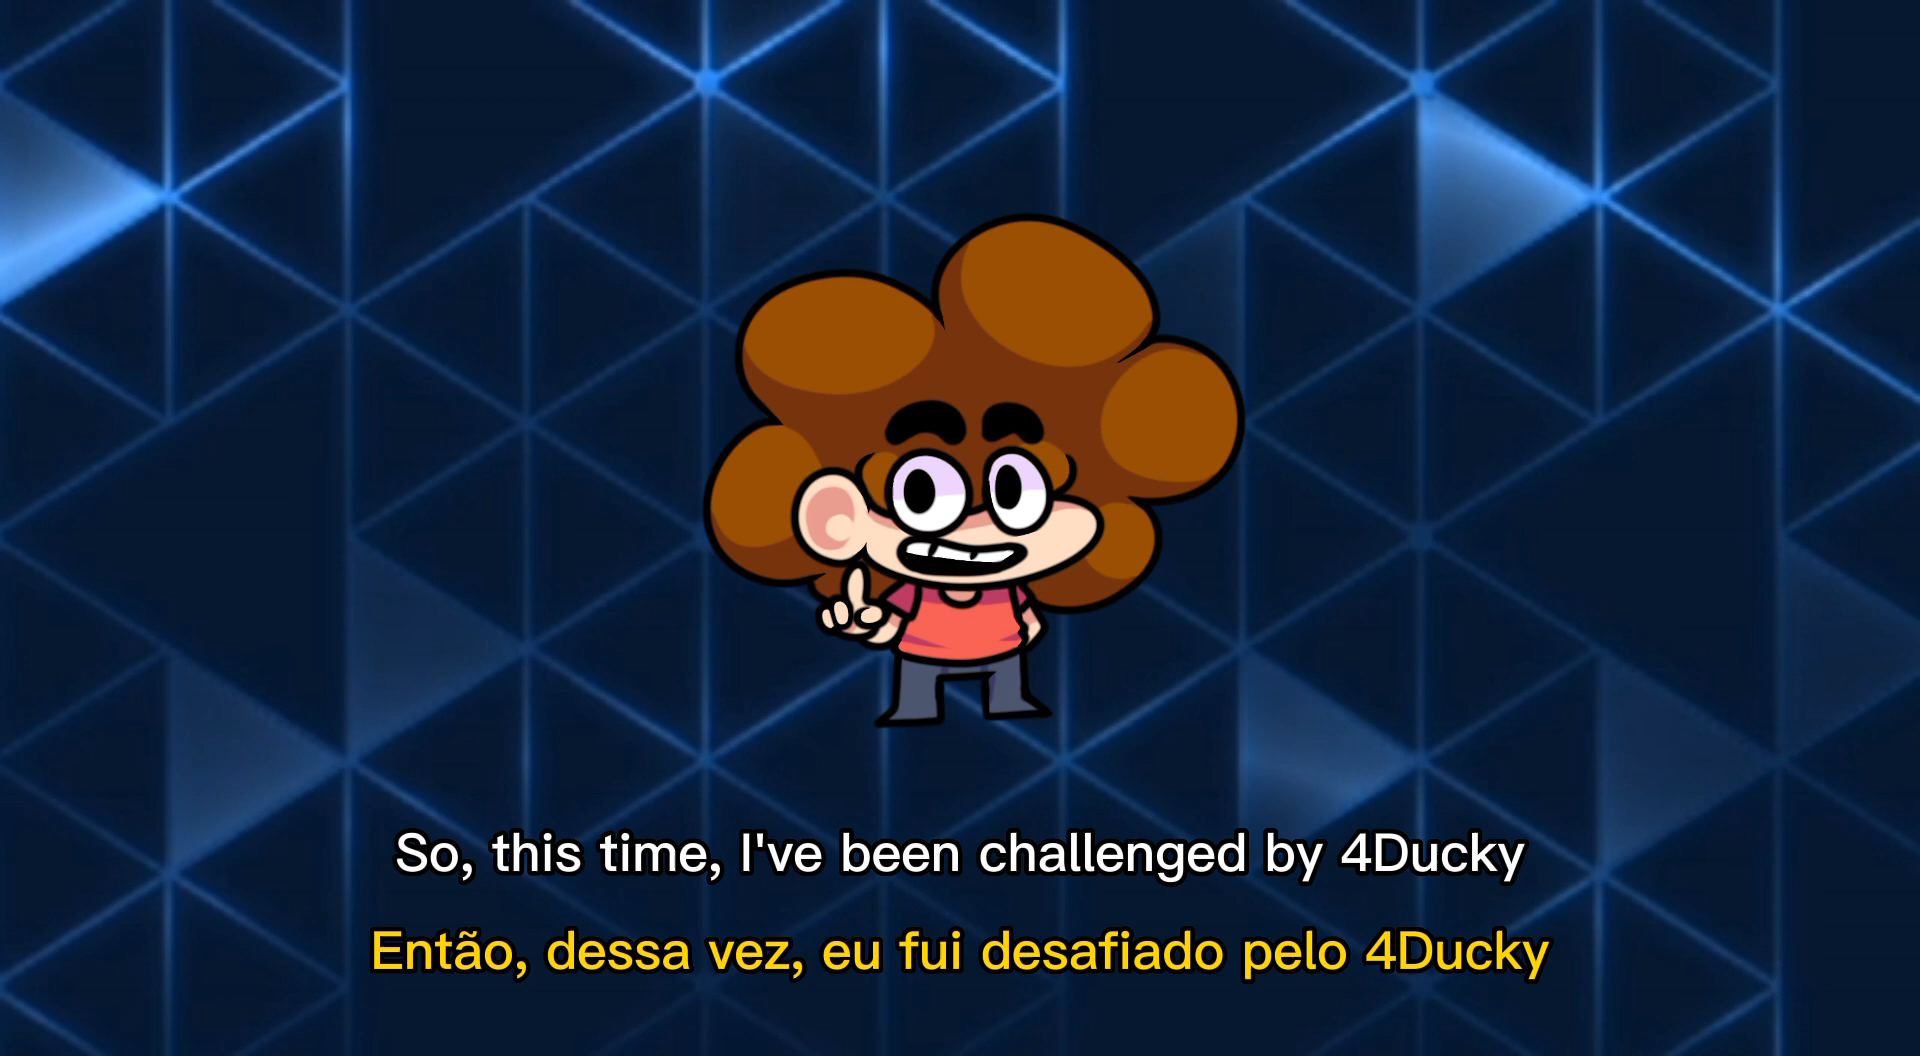 So, this time, I've been challenged by 4Ducky
Então, dessa vez, eu fui desafiado pelo 4Ducky